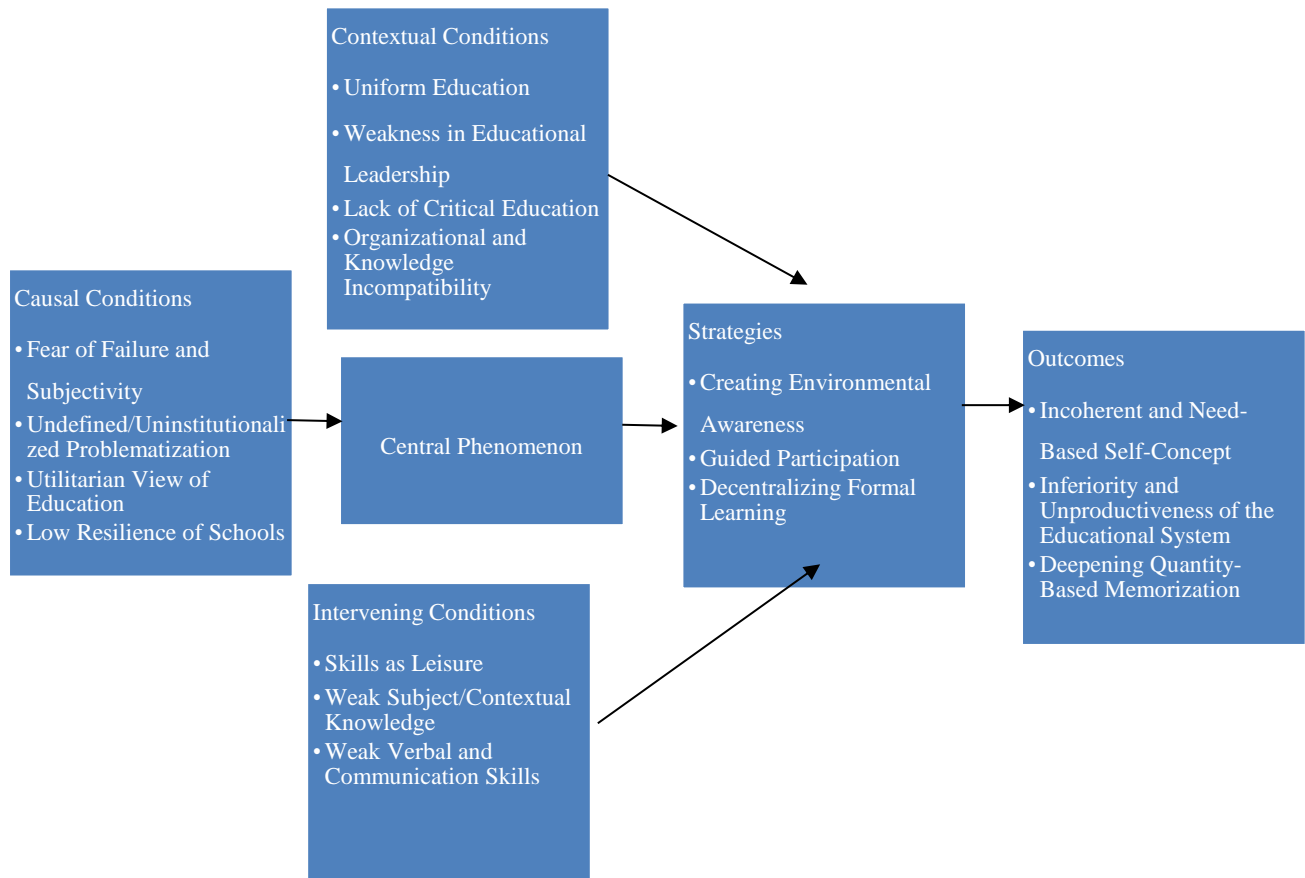 Contextual Conditions
• Uniform Education
• Weakness in Educational
Leadership
• Lack of Critical Education
• Organizational and
Knowledge
Incompatibility
Causal Conditions
• Fear of Failure and
Subjectivity
• Undefined/Uninstitutionali
zed Problematization
• Utilitarian View of
Education
• Low Resilience of Schools
Central Phenomenon
Intervening Conditions
• Skills as Leisure
• Weak Subject/Contextual
Knowledge
• Weak Verbal and
Communication Skills
Strategies
• Creating Environmental
Awareness
• Guided Participation
• Decentralizing Formal
Learning
Outcomes
• Incoherent and Need-
Based Self-Concept
• Inferiority and
Unproductiveness of the
Educational System
• Deepening Quantity-
Based Memorization